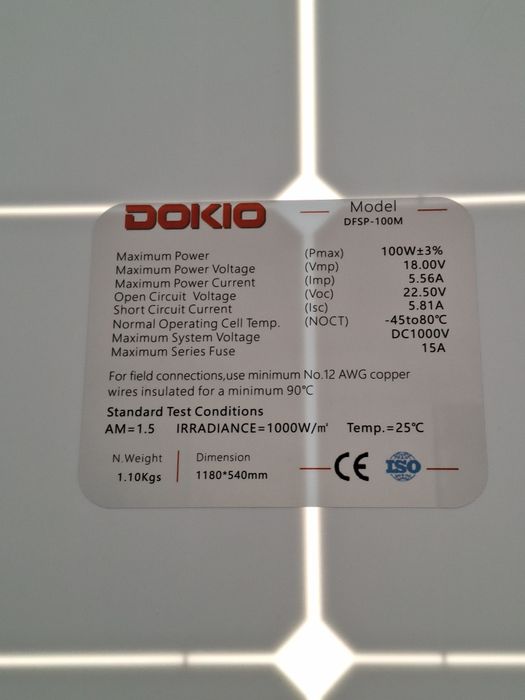 DOKIO
Model
DFSP-100M
Maximum Power (Pmax) 100W±3%
Maximum Power Voltage (Vmp) 18.00V
Maximum Power Current (Imp) 5.56A
Open Circuit Voltage (Voc) 22.50V
Short Circuit Current (Isc) 5.81A
Normal Operating Cell Temp. (NOCT) -45to80℃
Maximum System Voltage DC1000V
Maximum Series Fuse 15A
For field connections,use minimum No.12 AWG copper
wires insulated for a minimum 90℃
Standard Test Conditions
AM=1.5 IRRADIANCE=1000W/㎡ Temp.=25℃
N.Weight Dimension
1.10Kgs 1180*540mm
CE ISO